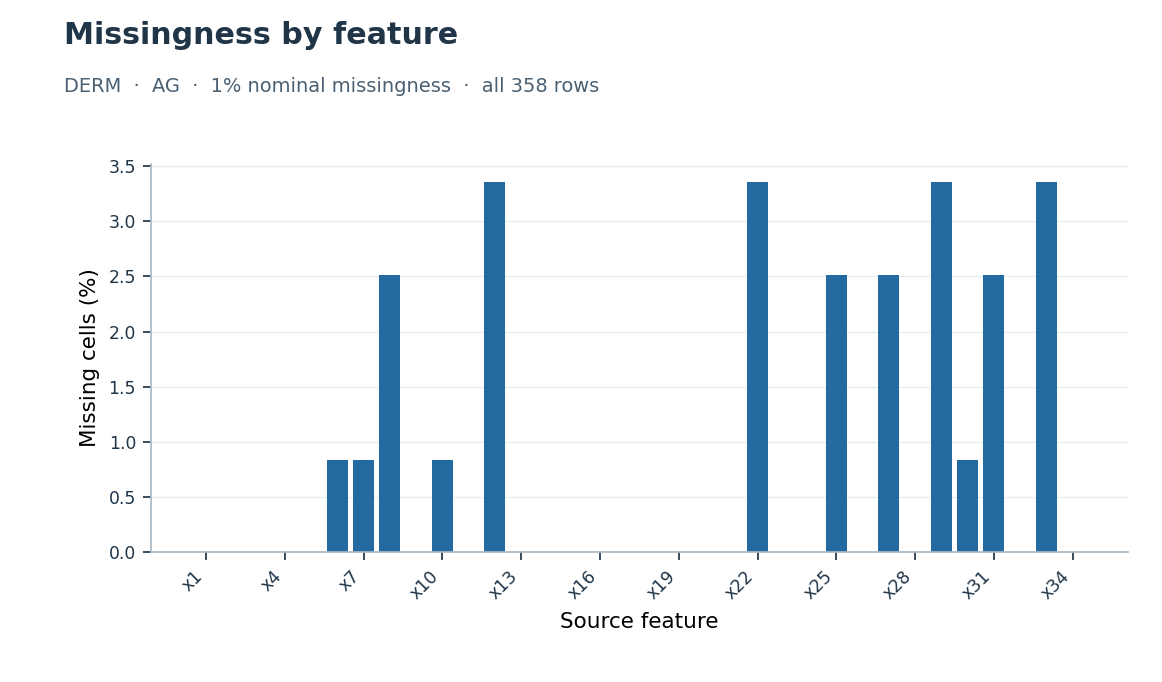 Missingness by feature
DERM · AG · 1% nominal missingness · all 358 rows
3.5
3.0
2.5
2.0
1.5
1.0
0.5
0.0
Missing cells (%)
x1 x4 x7 x10 x13 x16 x19 x22 x25 x28 x31 x34
Source feature